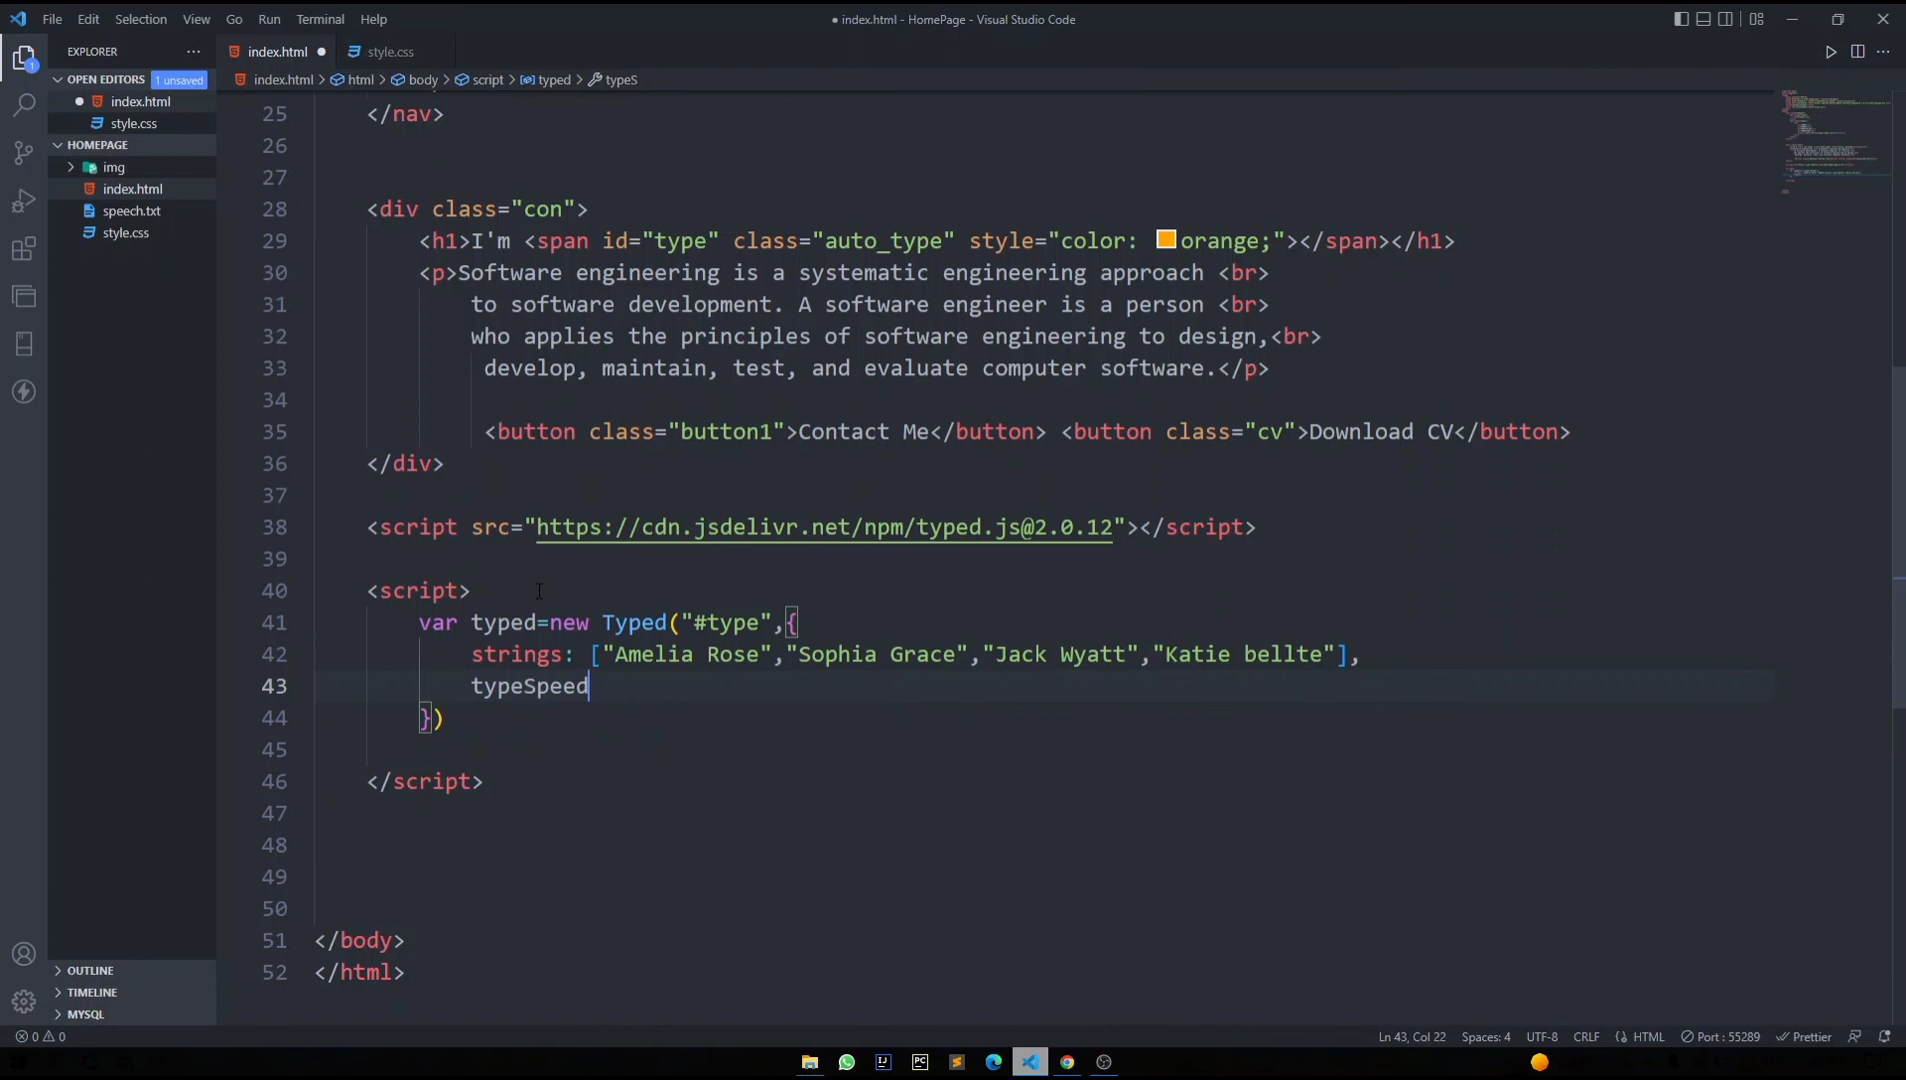 File Edit Selection View Go Run Terminal Help
● index.html - HomePage - Visual Studio Code
EXPLORER
index.html
style.css
OPEN EDITORS 1 unsaved
index.html
style.css
HOMEPAGE
img
index.html
speech.txt
style.css
OUTLINE
TIMELINE
MYSQL
index.html > html > body > script > typed > typeS
25 </nav>
26
27
28 <div class="con">
29 <h1>I'm <span id="type" class="auto_type" style="color: orange;"></span></h1>
30 <p>Software engineering is a systematic engineering approach <br>
31 to software development. A software engineer is a person <br>
32 who applies the principles of software engineering to design,<br>
33 develop, maintain, test, and evaluate computer software.</p>
34
35 <button class="button1">Contact Me</button> <button class="cv">Download CV</button>
36 </div>
37
38 <script src="https://cdn.jsdelivr.net/npm/typed.js@2.0.12"></script>
39
40 <script>
41 var typed=new Typed("#type",{
42 strings: ["Amelia Rose","Sophia Grace","Jack Wyatt","Katie bellte"],
43 typeSpeed
44 })
45
46 </script>
47
48
49
50
51 </body>
52 </html>
0 0
Ln 43, Col 22 Spaces: 4 UTF-8 CRLF HTML Port : 55289 Prettier